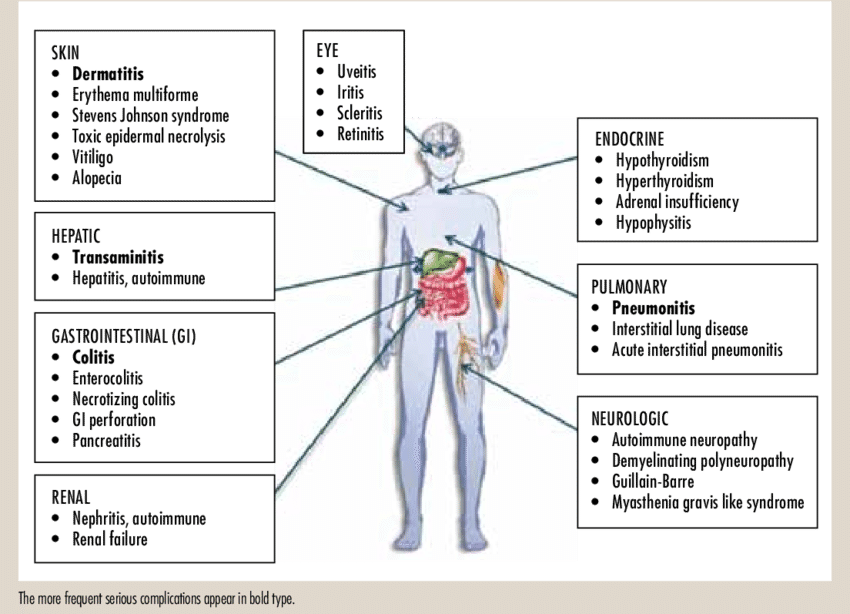 SKIN
• Dermatitis
• Erythema multiforme
• Stevens Johnson syndrome
• Toxic epidermal necrolysis
• Vitiligo
• Alopecia
EYE
• Uveitis
• Iritis
• Scleritis
• Retinitis
ENDOCRINE
• Hypothyroidism
• Hyperthyroidism
• Adrenal insufficiency
• Hypophysitis
HEPATIC
• Transaminitis
• Hepatitis, autoimmune
PULMONARY
• Pneumonitis
• Interstitial lung disease
• Acute interstitial pneumonitis
GASTROINTESTINAL (GI)
• Colitis
• Enterocolitis
• Necrotizing colitis
• GI perforation
• Pancreatitis
NEUROLOGIC
• Autoimmune neuropathy
• Demyelinating polyneuropathy
• Guillain-Barre
• Myasthenia gravis like syndrome
RENAL
• Nephritis, autoimmune
• Renal failure
The more frequent serious complications appear in bold type.